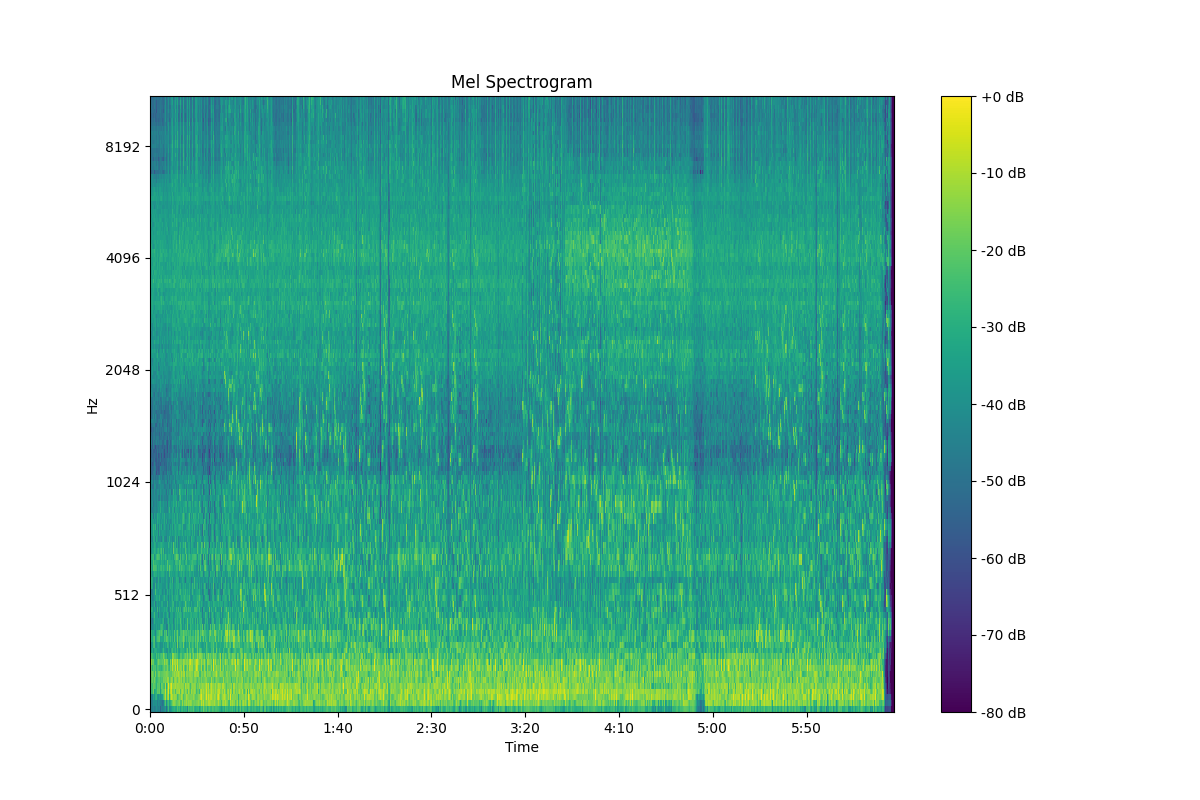 Mel Spectrogram
Hz
8192
4096
2048
1024
512
0
0:00 0:50 1:40 2:30 3:20 4:10 5:00 5:50
Time
+0 dB
-10 dB
-20 dB
-30 dB
-40 dB
-50 dB
-60 dB
-70 dB
-80 dB